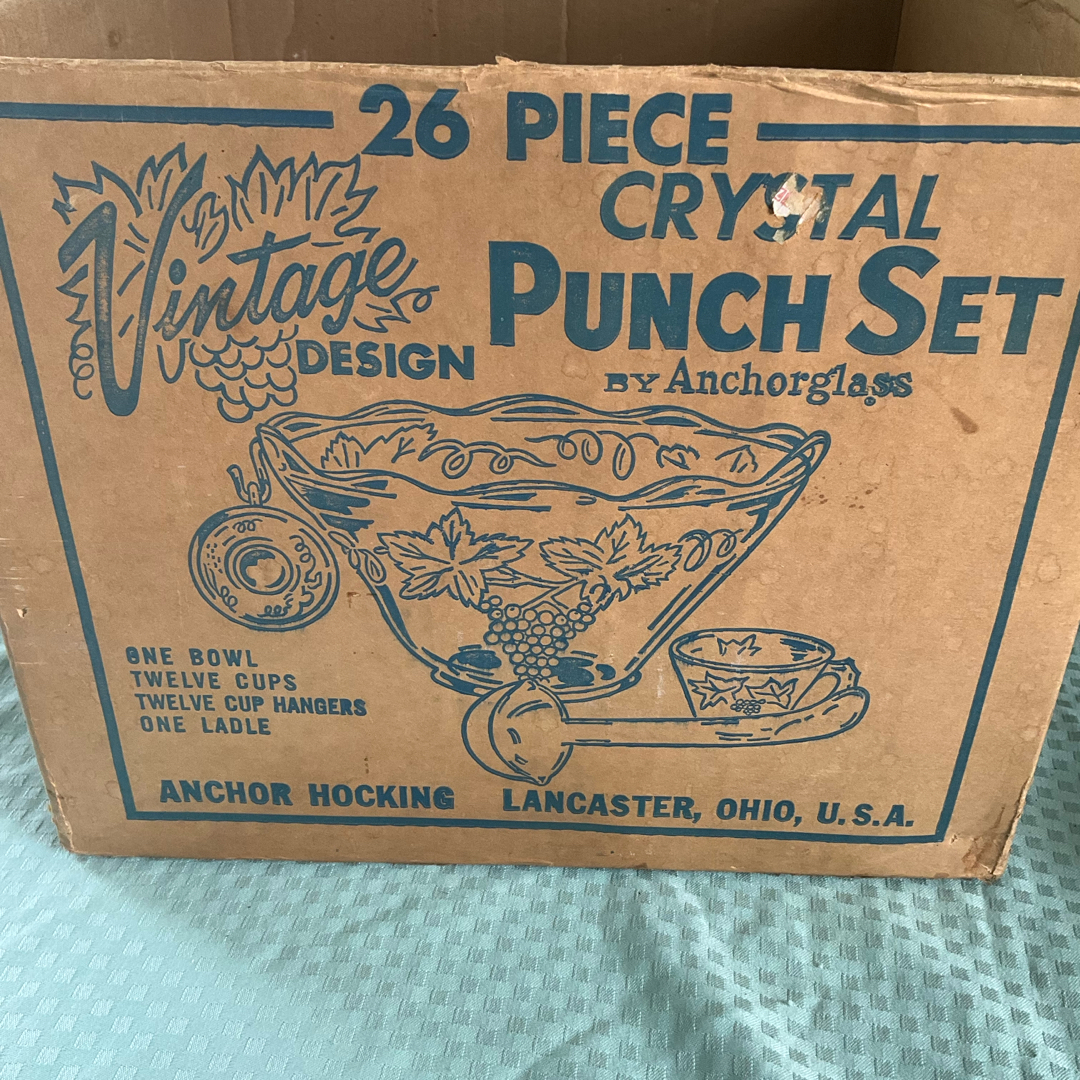 26 PIECE
CRYSTAL
PUNCH SET
BY Anchorglass
Vintage
DESIGN
ONE BOWL
TWELVE CUPS
TWELVE CUP HANGERS
ONE LADLE
ANCHOR HOCKING LANCASTER, OHIO, U.S.A.